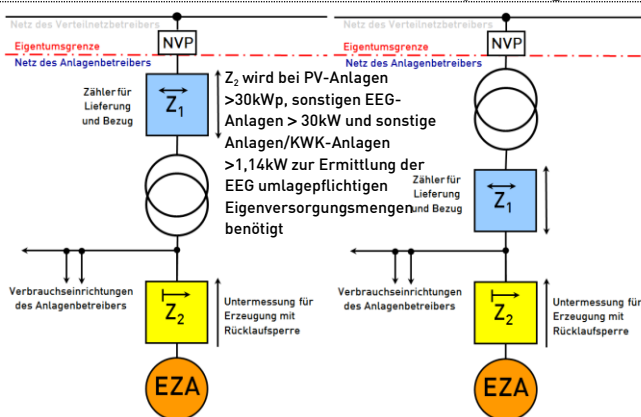 Netz des Verteilnetzbetreibers
NVP
Eigentumsgrenze
Netz des Anlagenbetreibers
Zähler für
Lieferung
und Bezug
Z1
Z2 wird bei PV-Anlagen
>30kWp, sonstigen EEG-
Anlagen > 30kW und sonstige
Anlagen/KWK-Anlagen
>1,14kW zur Ermittlung der
EEG umlagepflichtigen
Eigenversorgungsmengen
benötigt
Verbrauchseinrichtungen
des Anlagenbetreibers
Z2
Untermessung für
Erzeugung mit
Rücklaufsperre
EZA
Netz des Verteilnetzbetreibers
NVP
Eigentumsgrenze
Netz des Anlagenbetreibers
Zähler für
Lieferung
und Bezug
Z1
Verbrauchseinrichtungen
des Anlagenbetreibers
Z2
Untermessung für
Erzeugung mit
Rücklaufsperre
EZA